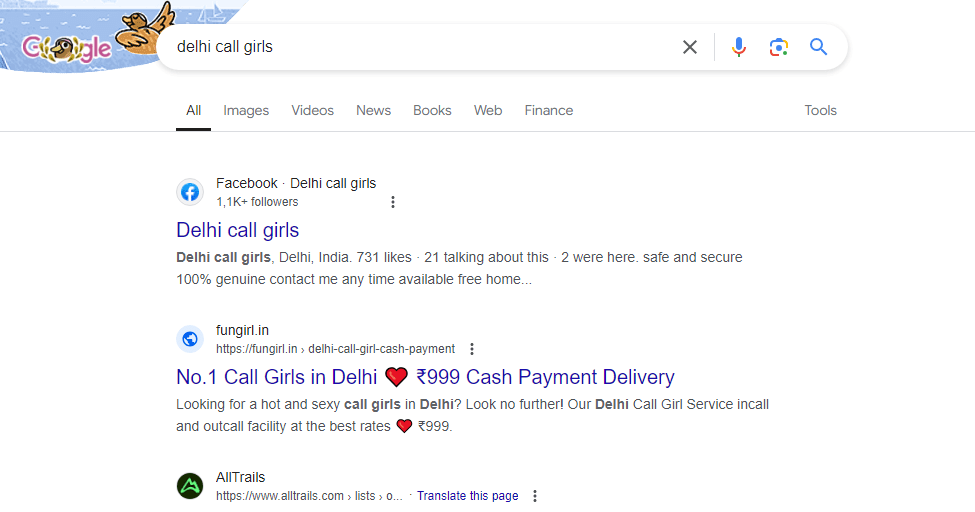 Google
delhi call girls
All Images Videos News Books Web Finance Tools
Facebook · Delhi call girls
1,1K+ followers
Delhi call girls
Delhi call girls, Delhi, India. 731 likes · 21 talking about this · 2 were here. safe and secure
100% genuine contact me any time available free home...
fungirl.in
https://fungirl.in › delhi-call-girl-cash-payment
No.1 Call Girls in Delhi ❤️ ₹999 Cash Payment Delivery
Looking for a hot and sexy call girls in Delhi? Look no further! Our Delhi Call Girl Service incall
and outcall facility at the best rates ❤️ ₹999.
AllTrails
https://www.alltrails.com › lists › o... · Translate this page